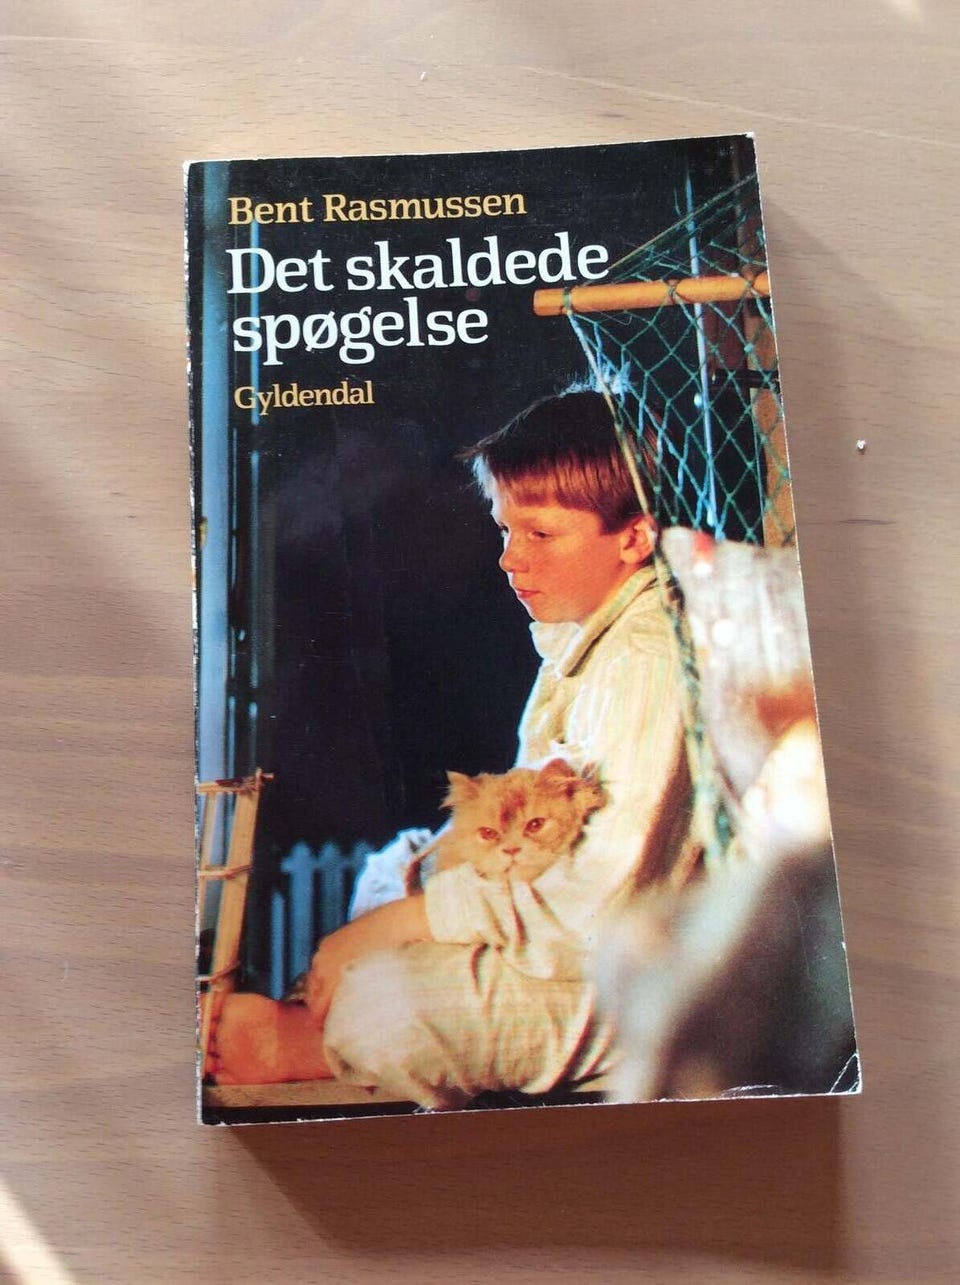 Bent Rasmussen
Det skaldede
spøgelse
Gyldendal